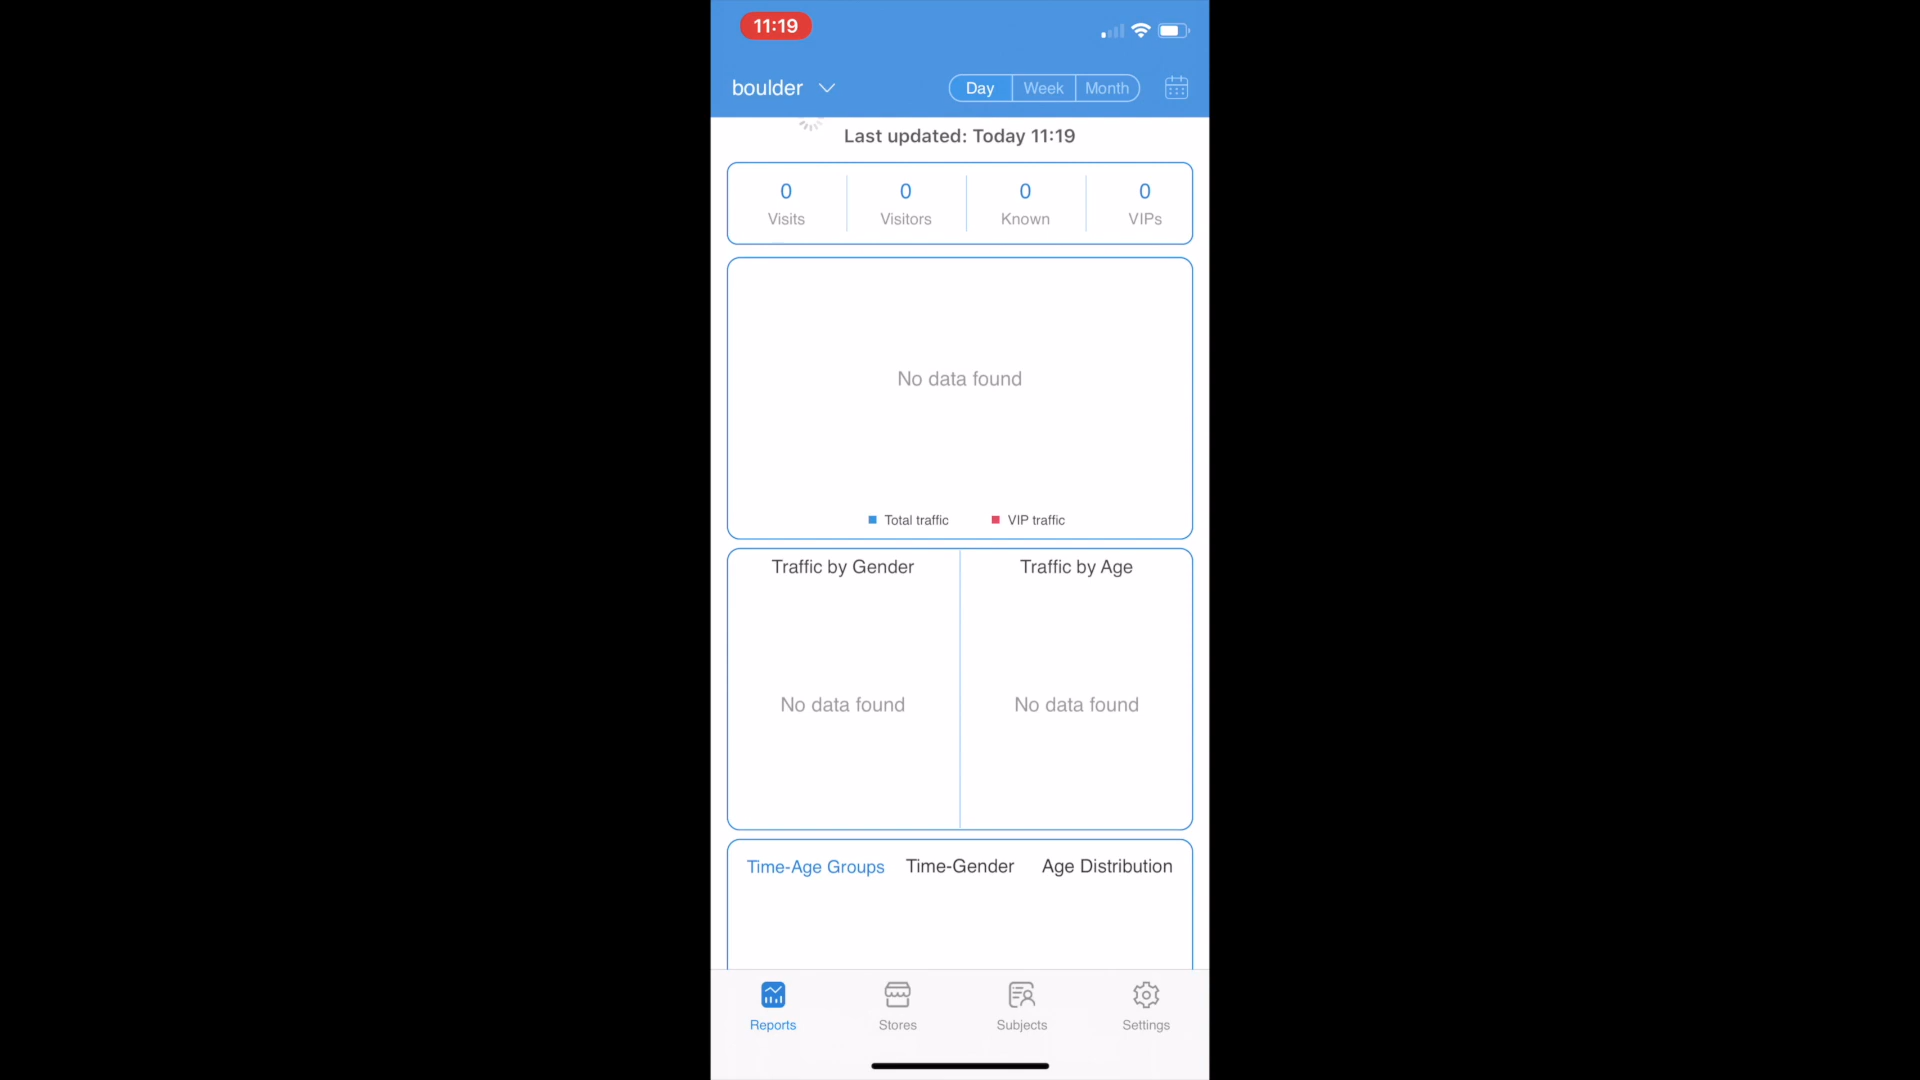 11:19
boulder
Day Week Month
Last updated: Today 11:19
0 0 0 0
Visits Visitors Known VIPs
No data found
Total traffic VIP traffic
Traffic by Gender Traffic by Age
No data found No data found
Time-Age Groups Time-Gender Age Distribution
Reports Stores Subjects Settings